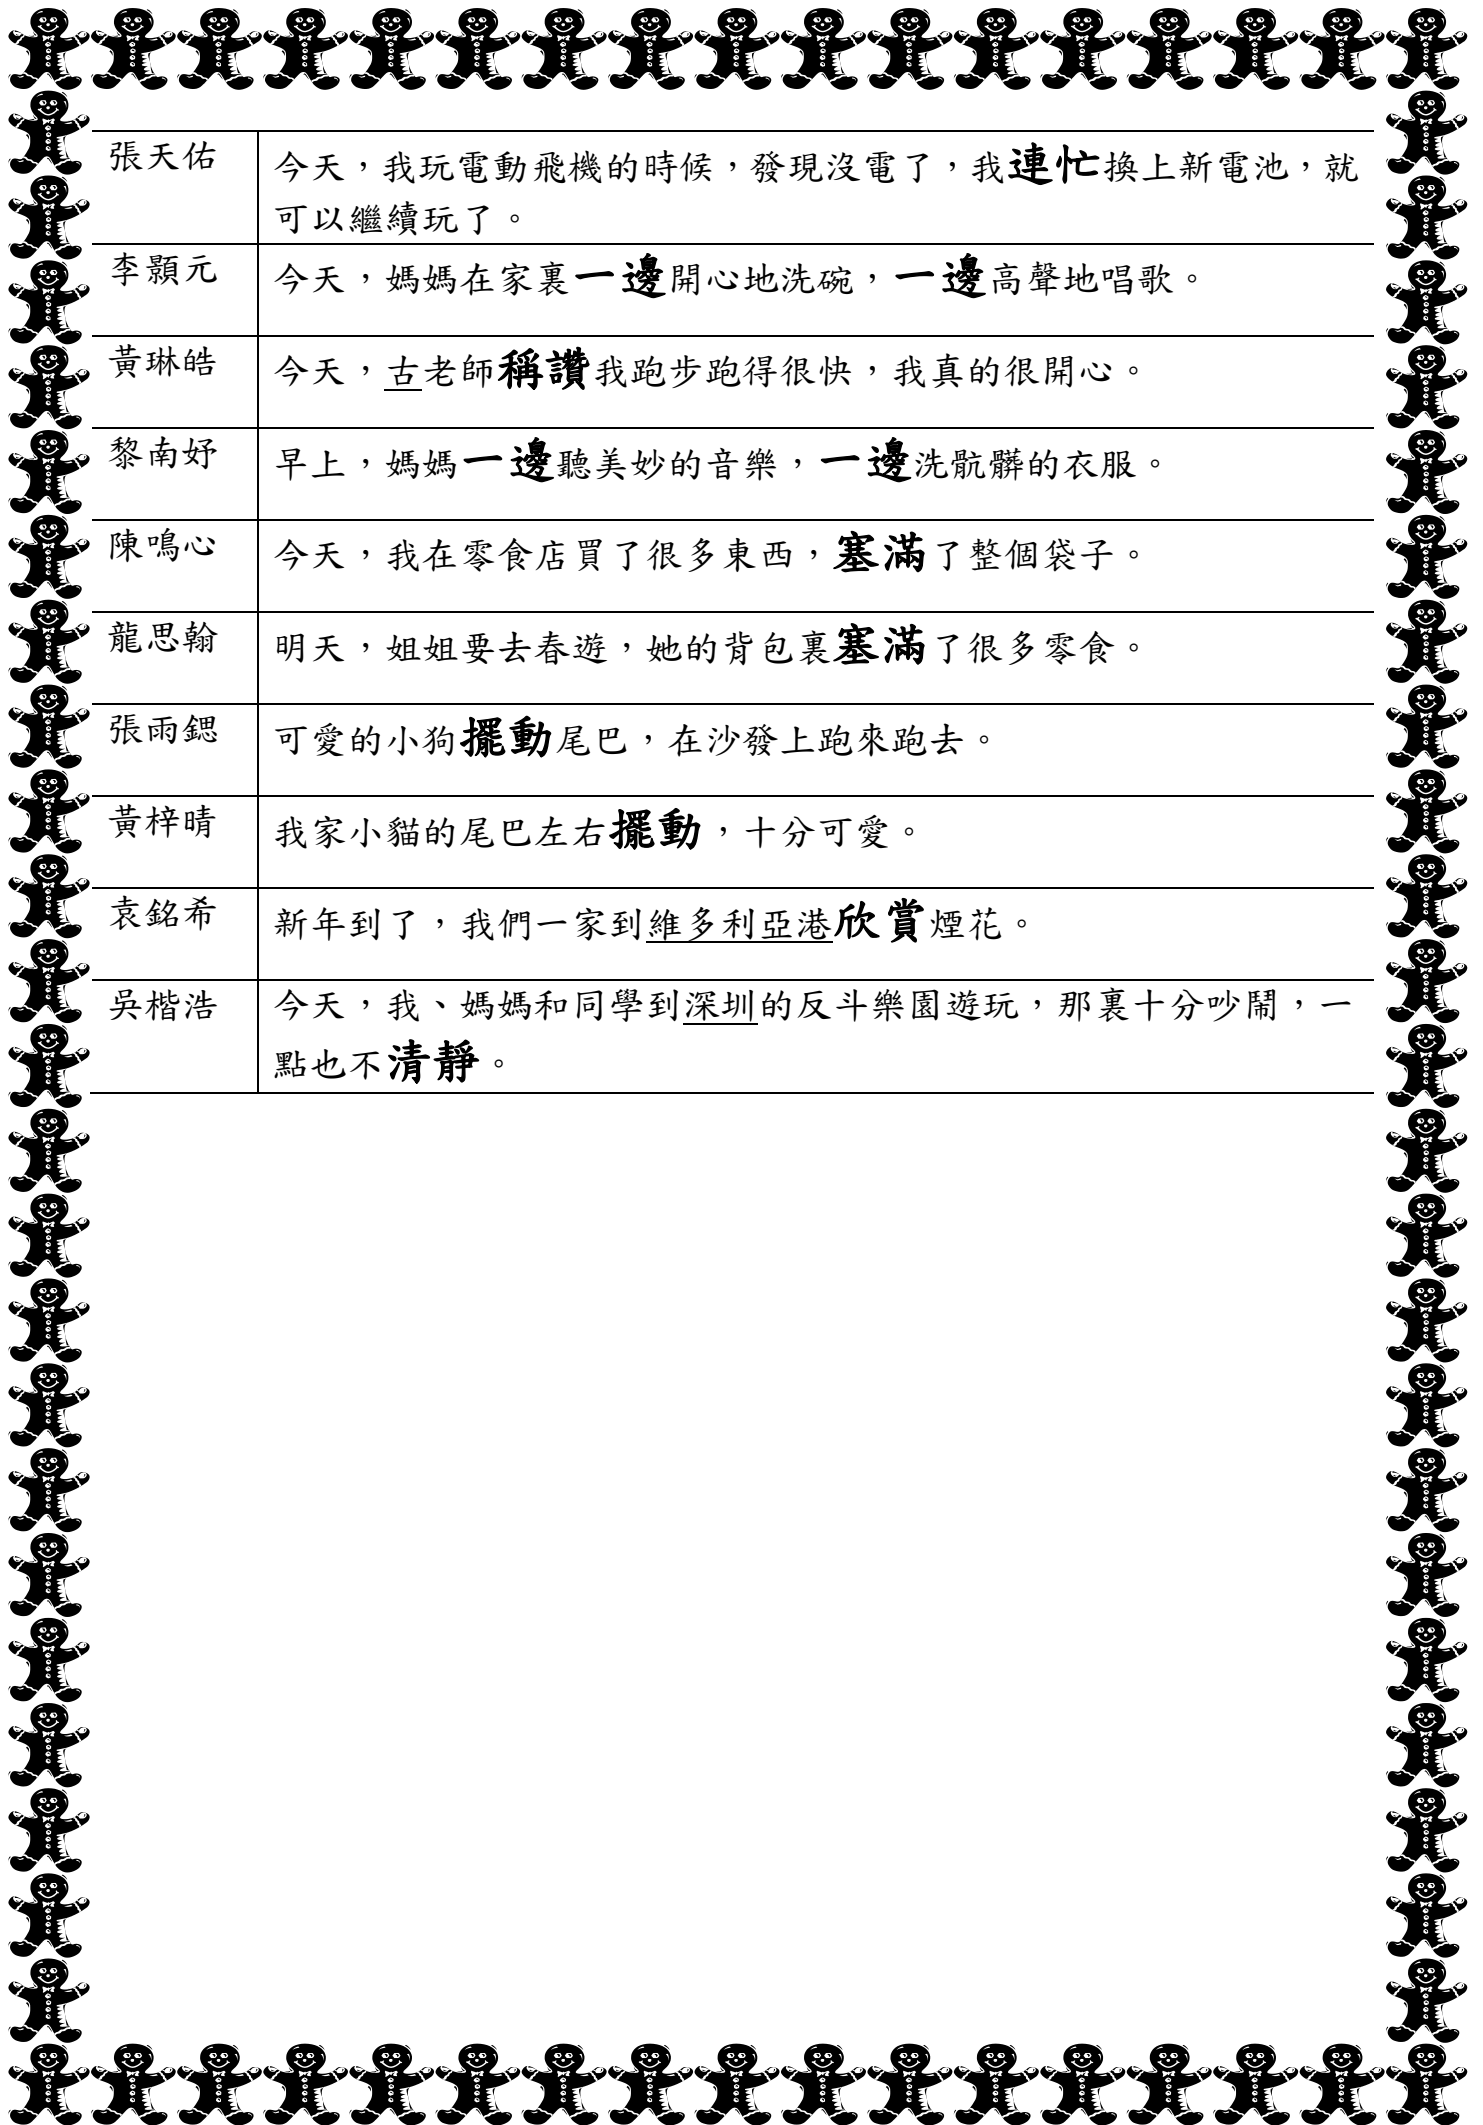 張天佑
今天，我玩電動飛機的時候，發現沒電了，我連忙換上新電池，就
可以繼續玩了。
李顥元
今天，媽媽在家裏一邊開心地洗碗，一邊高聲地唱歌。
黃琳皓
今天，古老師稱讚我跑步跑得很快，我真的很開心。
黎南妤
早上，媽媽一邊聽美妙的音樂，一邊洗骯髒的衣服。
陳鳴心
今天，我在零食店買了很多東西，塞滿了整個袋子。
龍思翰
明天，姐姐要去春遊，她的背包裏塞滿了很多零食。
張雨鍶
可愛的小狗擺動尾巴，在沙發上跑來跑去。
黃梓晴
我家小貓的尾巴左右擺動，十分可愛。
袁銘希
新年到了，我們一家到維多利亞港欣賞煙花。
吳楷浩
今天，我、媽媽和同學到深圳的反斗樂園遊玩，那裏十分吵鬧，一
點也不清靜。